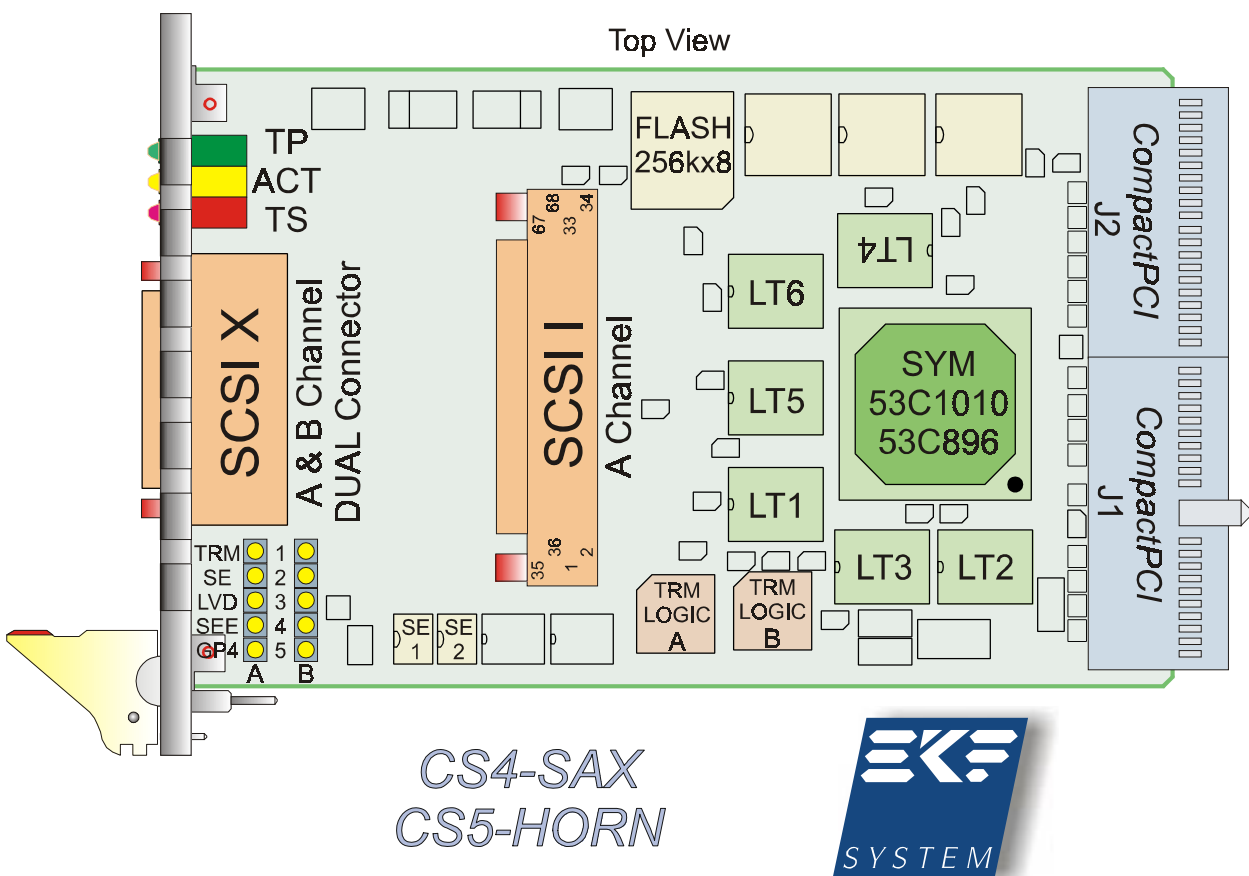 Top View
TP
ACT
TS
FLASH
256kx8
CompactPCI
J2
LT4
LT6
67
68
33
34
SCSI X
A & B Channel
DUAL Connector
SCSI I
A Channel
LT5
SYM
53C1010
53C896
CompactPCI
J1
LT1
35
36
1
2
LT3
LT2
TRM 1
SE 2
LVD 3
SEE 4
GP4 5
A B
SE
1
SE
2
TRM
LOGIC
A
TRM
LOGIC
B
CS4-SAX
CS5-HORN
EKF
SYSTEM